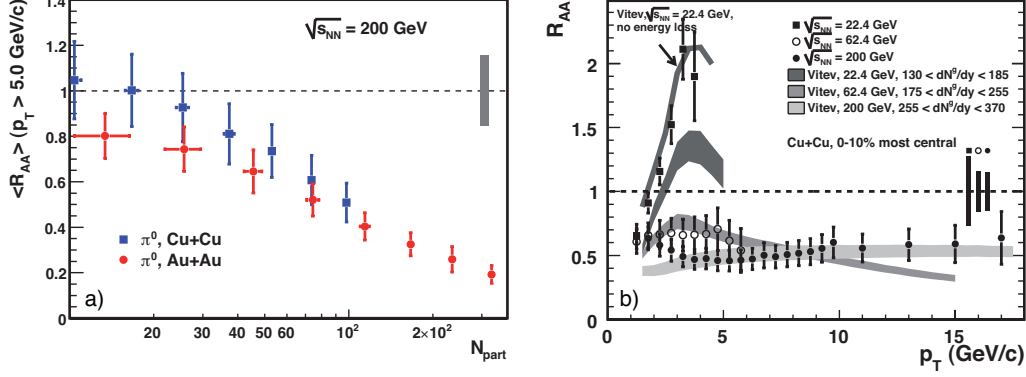 <R_AA> (p_T > 5.0 GeV/c)
1.4
1.2
1
0.8
0.6
0.4
0.2
0
√s_NN = 200 GeV
π⁰, Cu+Cu
π⁰, Au+Au
a)
20 30 40 50 60 10² 2×10²
N_part
R_AA
2.5
2
1.5
1
0.5
0
Vitev, √s_NN = 22.4 GeV,
no energy loss
√s_NN = 22.4 GeV
√s_NN = 62.4 GeV
√s_NN = 200 GeV
Vitev, 22.4 GeV, 130 < dN^g/dy < 185
Vitev, 62.4 GeV, 175 < dN^g/dy < 255
Vitev, 200 GeV, 255 < dN^g/dy < 370
Cu+Cu, 0-10% most central
b)
0 5 10 15
p_T (GeV/c)